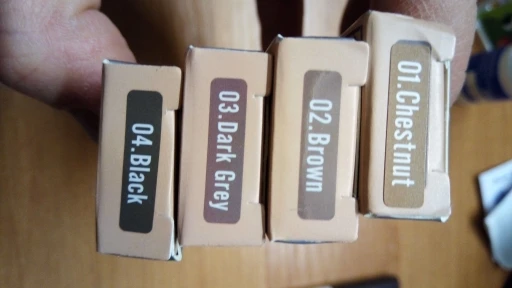 04.Black
03.Dark Grey
02.Brown
01.Chestnut